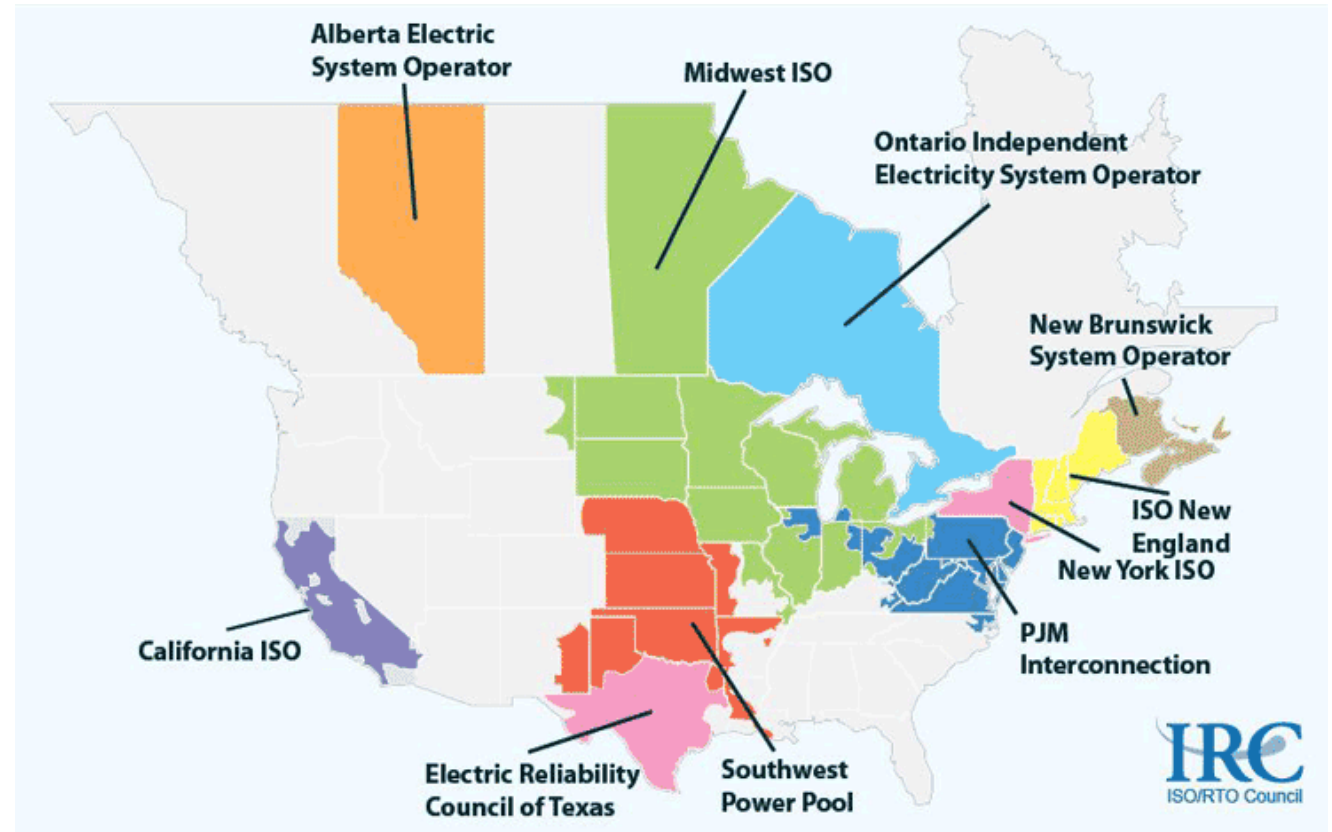 Alberta Electric
System Operator
Midwest ISO
Ontario Independent
Electricity System Operator
New Brunswick
System Operator
ISO New
England
New York ISO
PJM
Interconnection
California ISO
Electric Reliability
Council of Texas
Southwest
Power Pool
IRC
ISO/RTO Council